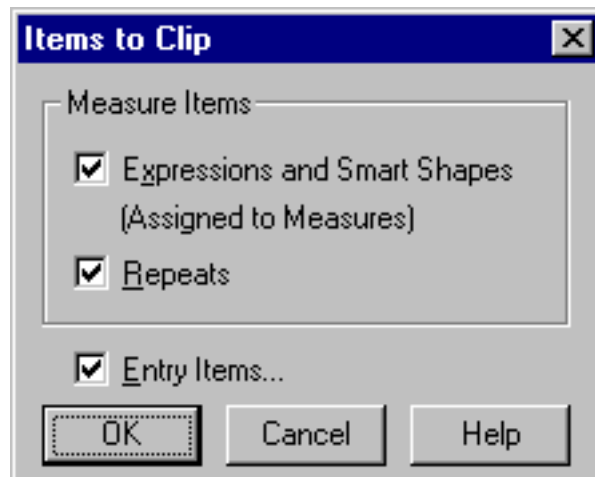 Items to Clip
Measure Items
Expressions and Smart Shapes
(Assigned to Measures)
Repeats
Entry Items...
OK Cancel Help